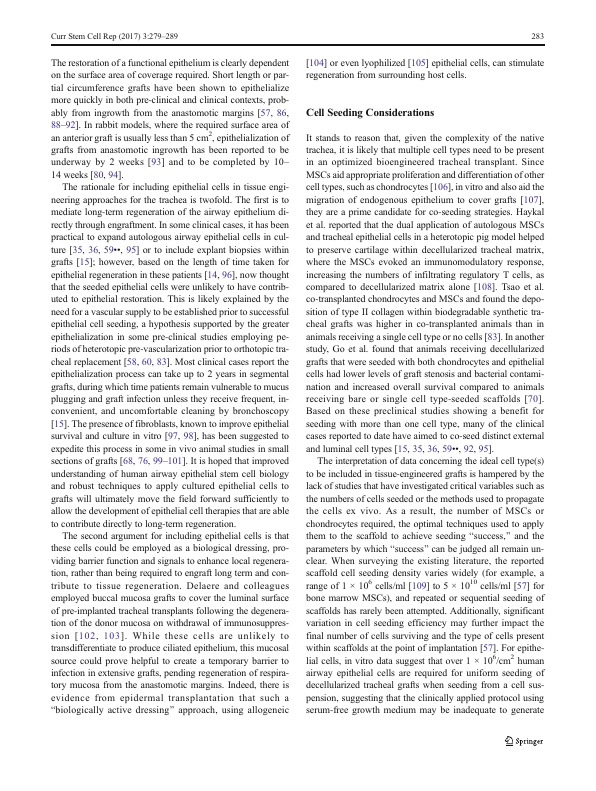 Curr Stem Cell Rep (2017) 3:279–289
283
The restoration of a functional epithelium is clearly dependent
on the surface area of coverage required. Short length or par-
tial circumference grafts have been shown to epithelialize
more quickly in both pre-clinical and clinical contexts, prob-
ably from ingrowth from the anastomotic margins [57, 86,
88–92]. In rabbit models, where the required surface area of
an anterior graft is usually less than 5 cm², epithelialization of
grafts from anastomotic ingrowth has been reported to be
underway by 2 weeks [93] and to be completed by 10–
14 weeks [80, 94].
The rationale for including epithelial cells in tissue engi-
neering approaches for the trachea is twofold. The first is to
mediate long-term regeneration of the airway epithelium di-
rectly through engraftment. In some clinical cases, it has been
practical to expand autologous airway epithelial cells in cul-
ture [35, 36, 59••, 95] or to include explant biopsies within
grafts [15]; however, based on the length of time taken for
epithelial regeneration in these patients [14, 96], now thought
that the seeded epithelial cells were unlikely to have contrib-
uted to epithelial restoration. This is likely explained by the
need for a vascular supply to be established prior to successful
epithelial cell seeding, a hypothesis supported by the greater
epithelialization in some pre-clinical studies employing pe-
riods of heterotopic pre-vascularization prior to orthotopic tra-
cheal replacement [58, 60, 83]. Most clinical cases report the
epithelialization process can take up to 2 years in segmental
grafts, during which time patients remain vulnerable to mucus
plugging and graft infection unless they receive frequent, in-
convenient, and uncomfortable cleaning by bronchoscopy
[15]. The presence of fibroblasts, known to improve epithelial
survival and culture in vitro [97, 98], has been suggested to
expedite this process in some in vivo animal studies in small
sections of grafts [68, 76, 99–101]. It is hoped that improved
understanding of human airway epithelial stem cell biology
and robust techniques to apply cultured epithelial cells to
grafts will ultimately move the field forward sufficiently to
allow the development of epithelial cell therapies that are able
to contribute directly to long-term regeneration.
The second argument for including epithelial cells is that
these cells could be employed as a biological dressing, pro-
viding barrier function and signals to enhance local regenera-
tion, rather than being required to engraft long term and con-
tribute to tissue regeneration. Delaere and colleagues
employed buccal mucosa grafts to cover the luminal surface
of pre-implanted tracheal transplants following the degenera-
tion of the donor mucosa on withdrawal of immunosuppres-
sion [102, 103]. While these cells are unlikely to
transdifferentiate to produce ciliated epithelium, this mucosal
source could prove helpful to create a temporary barrier to
infection in extensive grafts, pending regeneration of respira-
tory mucosa from the anastomotic margins. Indeed, there is
evidence from epidermal transplantation that such a
“biologically active dressing” approach, using allogeneic
[104] or even lyophilized [105] epithelial cells, can stimulate
regeneration from surrounding host cells.
Cell Seeding Considerations
It stands to reason that, given the complexity of the native
trachea, it is likely that multiple cell types need to be present
in an optimized bioengineered tracheal transplant. Since
MSCs aid appropriate proliferation and differentiation of other
cell types, such as chondrocytes [106], in vitro and also aid the
migration of endogenous epithelium to cover grafts [107],
they are a prime candidate for co-seeding strategies. Haykal
et al. reported that the dual application of autologous MSCs
and tracheal epithelial cells in a heterotopic pig model helped
to preserve cartilage within decellularized tracheal matrix,
where the MSCs evoked an immunomodulatory response,
increasing the numbers of infiltrating regulatory T cells, as
compared to decellularized matrix alone [108]. Tsao et al.
co-transplanted chondrocytes and MSCs and found the depo-
sition of type II collagen within biodegradable synthetic tra-
cheal grafts was higher in co-transplanted animals than in
animals receiving a single cell type or no cells [83]. In another
study, Go et al. found that animals receiving decellularized
grafts that were seeded with both chondrocytes and epithelial
cells had lower levels of graft stenosis and bacterial contami-
nation and increased overall survival compared to animals
receiving bare or single cell type-seeded scaffolds [70].
Based on these preclinical studies showing a benefit for
seeding with more than one cell type, many of the clinical
cases reported to date have aimed to co-seed distinct external
and luminal cell types [15, 35, 36, 59••, 92, 95].
The interpretation of data concerning the ideal cell type(s)
to be included in tissue-engineered grafts is hampered by the
lack of studies that have investigated critical variables such as
the numbers of cells seeded or the methods used to propagate
the cells ex vivo. As a result, the number of MSCs or
chondrocytes required, the optimal techniques used to apply
them to the scaffold to achieve seeding “success,” and the
parameters by which “success” can be judged all remain un-
clear. When surveying the existing literature, the reported
scaffold cell seeding density varies widely (for example, a
range of 1 × 10⁶ cells/ml [109] to 5 × 10¹⁰ cells/ml [57] for
bone marrow MSCs), and repeated or sequential seeding of
scaffolds has rarely been attempted. Additionally, significant
variation in cell seeding efficiency may further impact the
final number of cells surviving and the type of cells present
within scaffolds at the point of implantation [57]. For epithe-
lial cells, in vitro data suggest that over 1 × 10⁶/cm² human
airway epithelial cells are required for uniform seeding of
decellularized tracheal grafts when seeding from a cell sus-
pension, suggesting that the clinically applied protocol using
serum-free growth medium may be inadequate to generate
Springer